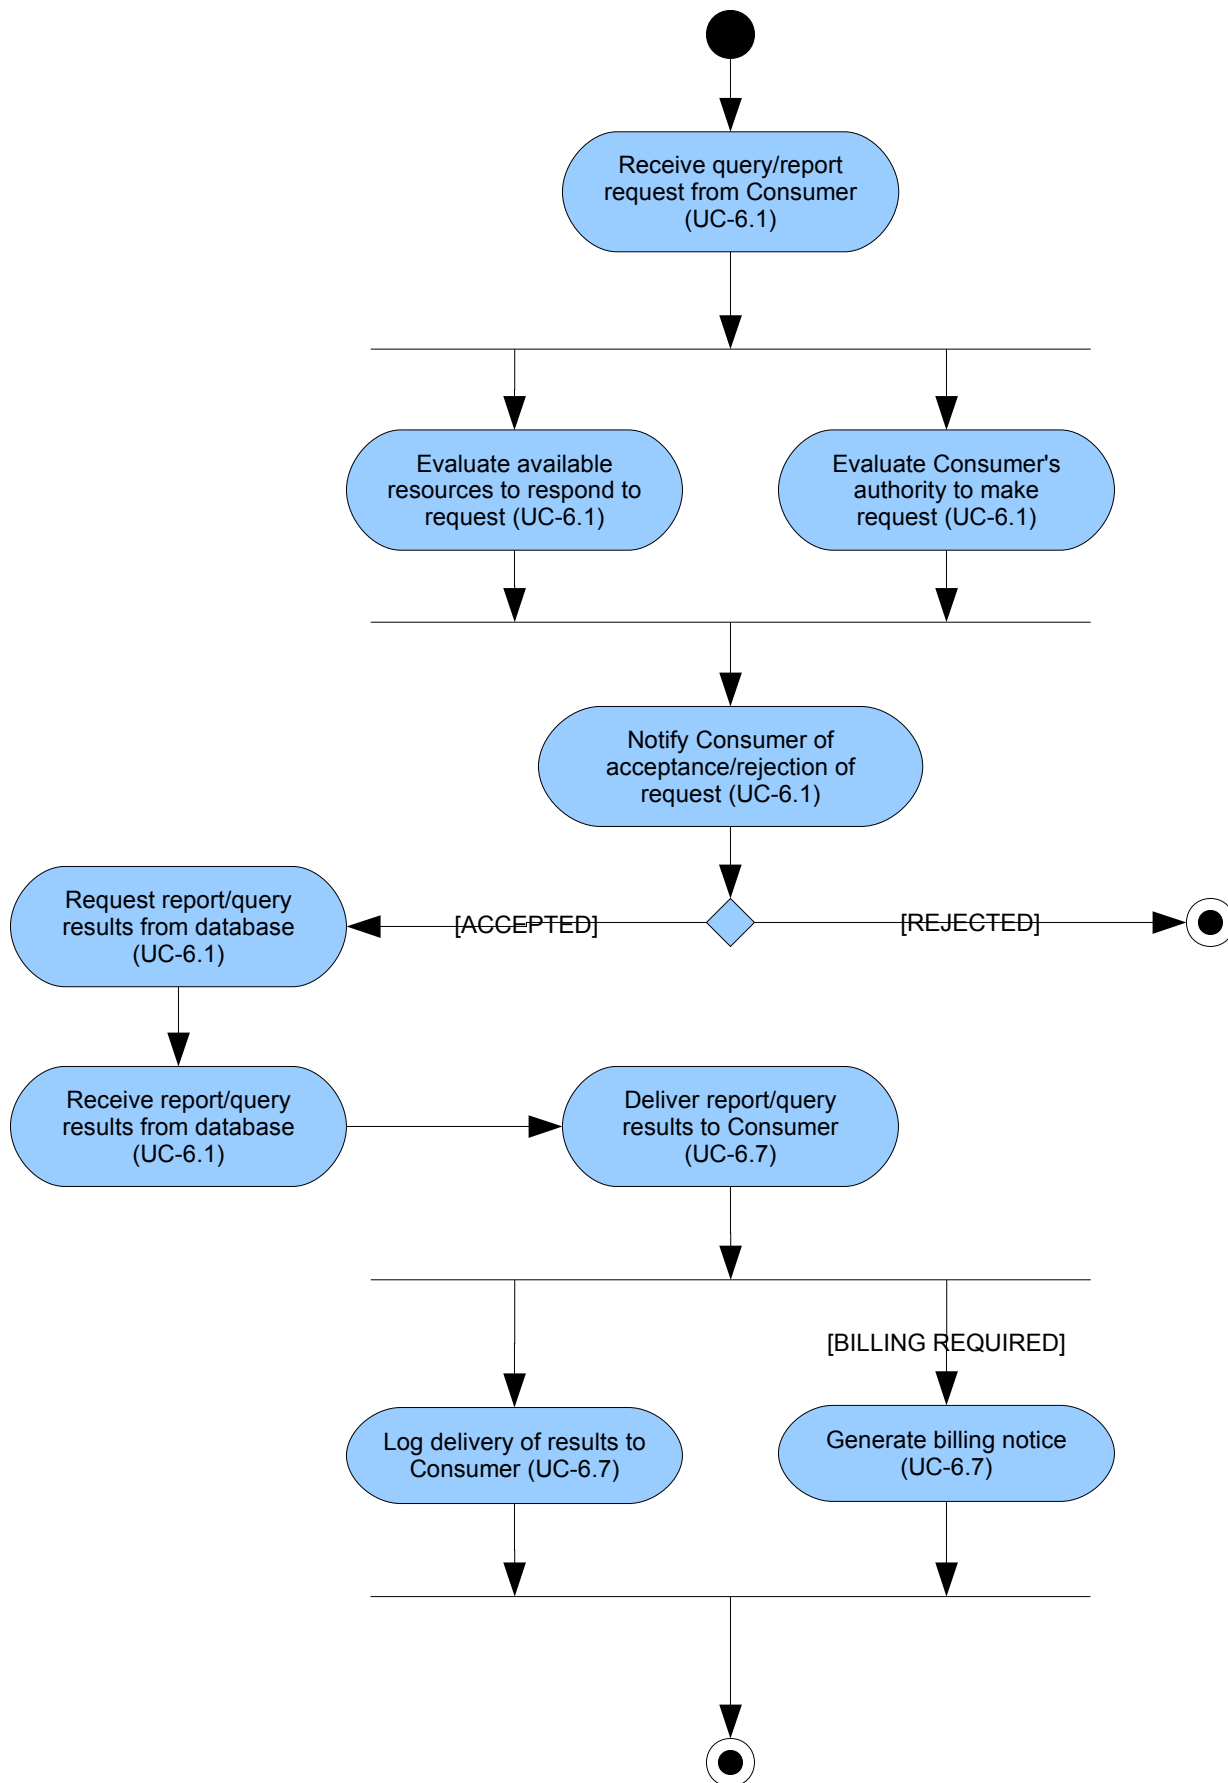 Receive query/report
request from Consumer
(UC-6.1)
Evaluate available
resources to respond to
request (UC-6.1)
Evaluate Consumer's
authority to make
request (UC-6.1)
Notify Consumer of
acceptance/rejection of
request (UC-6.1)
Request report/query
results from database
(UC-6.1)
[ACCEPTED]
[REJECTED]
Receive report/query
results from database
(UC-6.1)
Deliver report/query
results to Consumer
(UC-6.7)
[BILLING REQUIRED]
Log delivery of results to
Consumer (UC-6.7)
Generate billing notice
(UC-6.7)